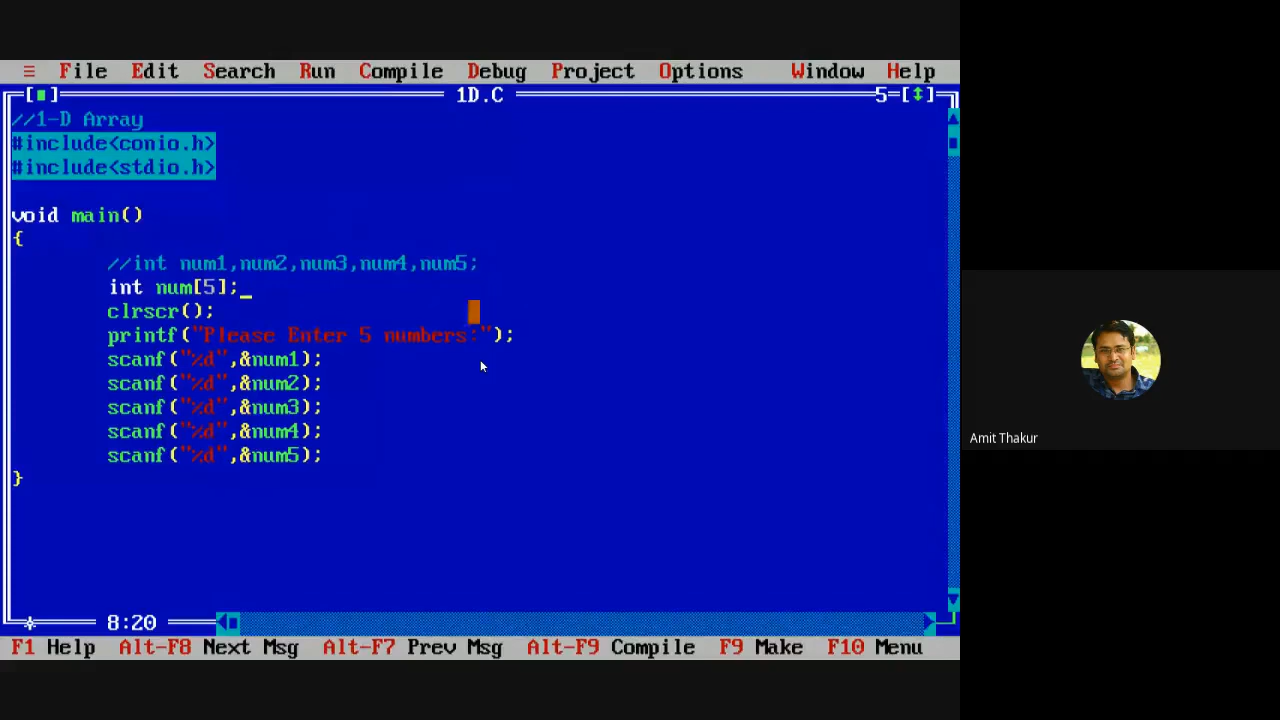 ≡ File Edit Search Run Compile Debug Project Options Window Help
[■] 1D.C 5=[↕]
//1-D Array
#include<conio.h>
#include<stdio.h>
void main()
{
//int num1,num2,num3,num4,num5;
int num[5];_
clrscr();
printf("Please Enter 5 numbers:");
scanf("%d",&num1);
scanf("%d",&num2);
scanf("%d",&num3);
scanf("%d",&num4);
scanf("%d",&num5);
}
8:20
F1 Help Alt-F8 Next Msg Alt-F7 Prev Msg Alt-F9 Compile F9 Make F10 Menu
Amit Thakur